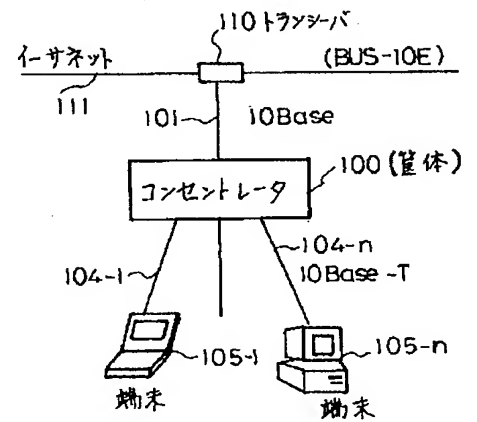 110 トランシーバ
イーサネット
(BUS-10E)
111
101
10Base
コンセントレータ
100 (筐体)
104-1
104-n
10Base-T
105-1
105-n
端末
端末